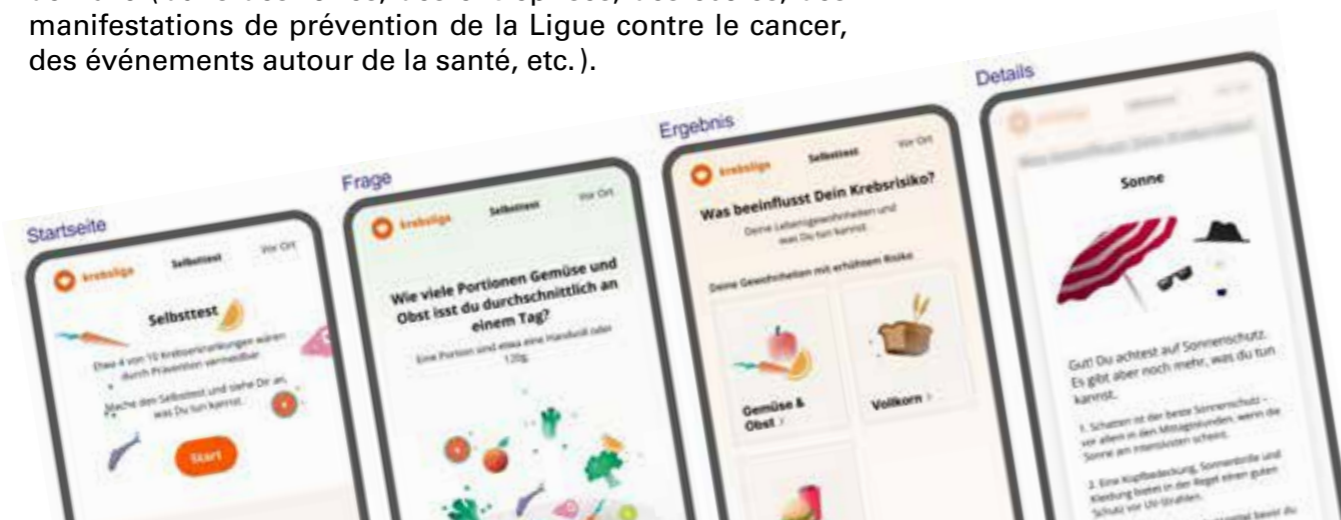 manifestations de prévention de la Ligue contre le cancer,
des événements autour de la santé, etc.).
Startseite
krebsliga Selbsttest Vor Ort
Selbsttest
Etwa 4 von 10 Krebserkrankungen wären
durch Prävention vermeidbar.
Mache den Selbsttest und siehe Dir an,
was Du tun kannst.
Start
Frage
krebsliga Selbsttest Vor Ort
Wie viele Portionen Gemüse und
Obst isst du durchschnittlich an
einem Tag?
Eine Portion sind etwa eine Handvoll oder
120g.
Ergebnis
krebsliga Selbsttest Vor Ort
Was beeinflusst Dein Krebsrisiko?
Deine Lebensgewohnheiten und
was Du tun kannst.
Deine Gewohnheiten mit erhöhtem Risiko
Gemüse &
Obst >
Vollkorn >
Details
Sonne
Gut! Du achtest auf Sonnenschutz.
Es gibt aber noch mehr, was du tun
kannst.
1. Schatten ist der beste Sonnenschutz –
vor allem in den Mittagsstunden, wenn die
Sonne am intensivsten scheint.
2. Eine Kopfbedeckung, Sonnenbrille und
Kleidung bietet in der Regel einen guten
Schutz vor UV-Strahlen.
bevor du